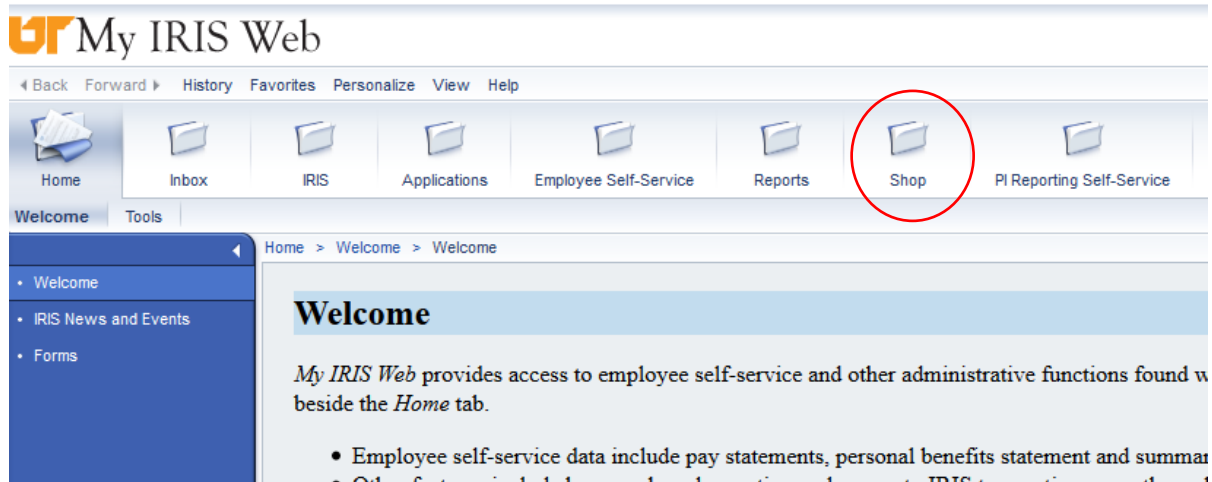 UT My IRIS Web
Back Forward History Favorites Personalize View Help
Home Inbox IRIS Applications Employee Self-Service Reports Shop PI Reporting Self-Service
Welcome Tools
Home > Welcome > Welcome
• Welcome
• IRIS News and Events
• Forms
Welcome
My IRIS Web provides access to employee self-service and other administrative functions found
beside the Home tab.
• Employee self-service data include pay statements, personal benefits statement and